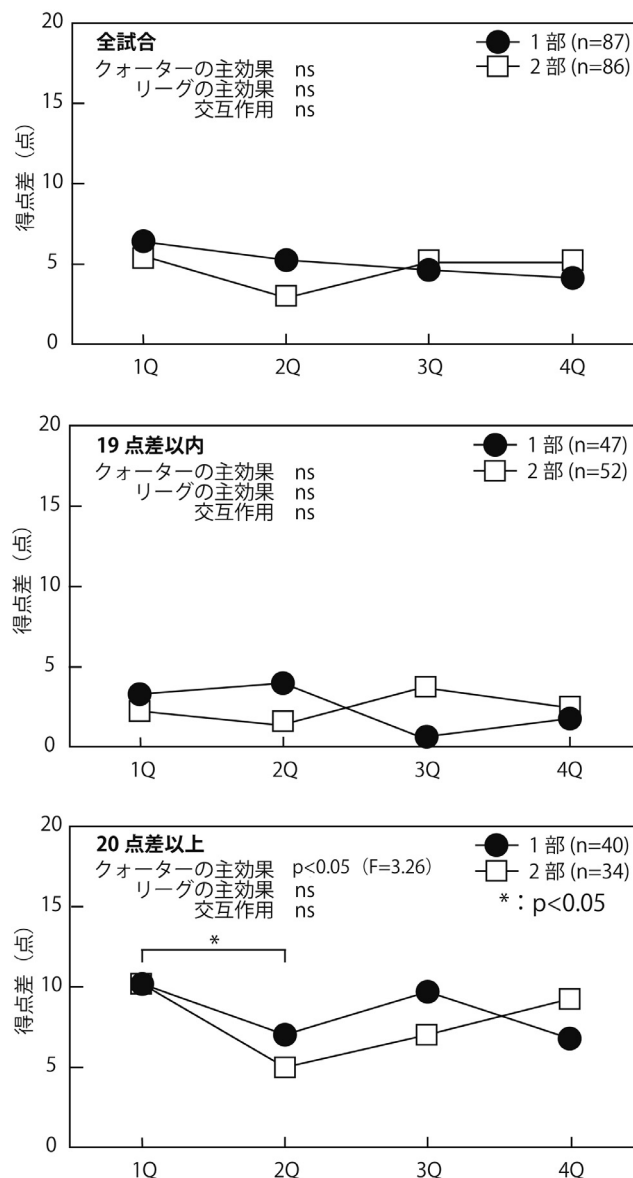 全試合
クォーターの主効果 ns
リーグの主効果 ns
交互作用 ns
1 部 (n=87)
2 部 (n=86)
得点差（点）
20
15
10
5
0
1Q 2Q 3Q 4Q
19 点差以内
クォーターの主効果 ns
リーグの主効果 ns
交互作用 ns
1 部 (n=47)
2 部 (n=52)
得点差（点）
20
15
10
5
0
1Q 2Q 3Q 4Q
20 点差以上
クォーターの主効果 p<0.05（F=3.26）
リーグの主効果 ns
交互作用 ns
1 部 (n=40)
2 部 (n=34)
*：p<0.05
*
得点差（点）
20
15
10
5
0
1Q 2Q 3Q 4Q